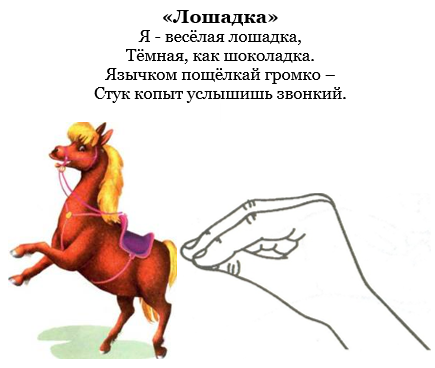 «Лошадка»
Я - весёлая лошадка,
Тёмная, как шоколадка.
Язычком пощёлкай громко –
Стук копыт услышишь звонкий.